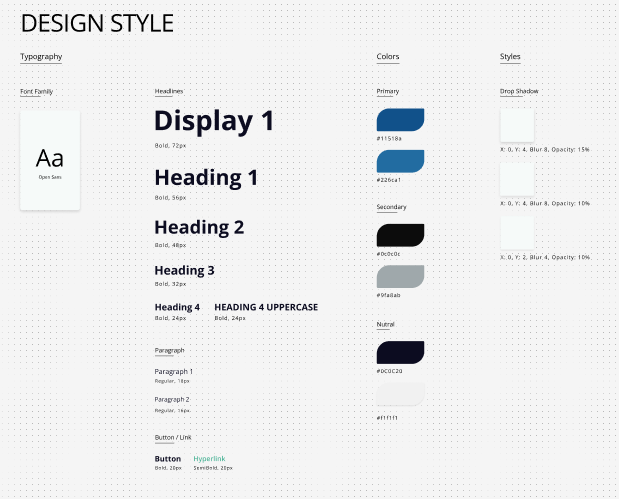 DESIGN STYLE
Typography
Font Family
Aa
Open Sans
Headlines
Display 1
Bold, 72px
Heading 1
Bold, 56px
Heading 2
Bold, 48px
Heading 3
Bold, 32px
Heading 4 HEADING 4 UPPERCASE
Bold, 24px Bold, 24px
Paragraph
Paragraph 1
Regular, 18px
Paragraph 2
Regular, 16px
Button / Link
Button Hyperlink
Bold, 20px SemiBold, 20px
Colors
Primary
#11518a
#226ca1
Secondary
#0c0c0c
#9fa8ab
Nutral
#0C0C20
#f1f1f1
Styles
Drop Shadow
X: 0, Y: 4, Blur 8, Opacity: 15%
X: 0, Y: 4, Blur 8, Opacity: 10%
X: 0, Y: 2, Blur 4, Opacity: 10%